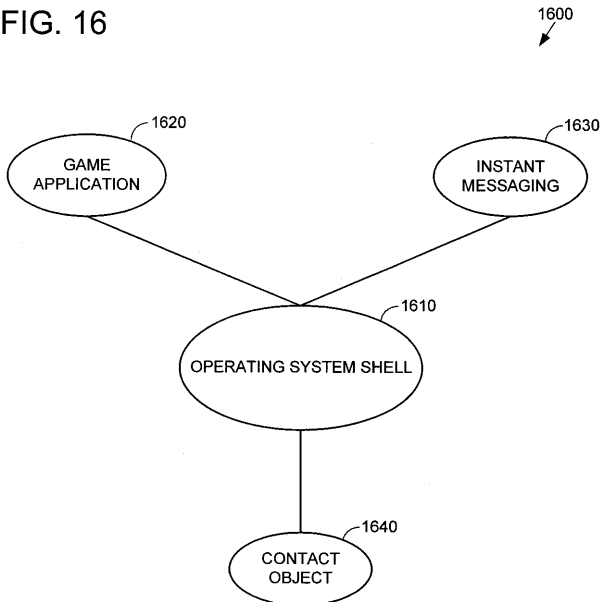 FIG. 16
1600
1620
GAME
APPLICATION
1630
INSTANT
MESSAGING
1610
OPERATING SYSTEM SHELL
1640
CONTACT
OBJECT